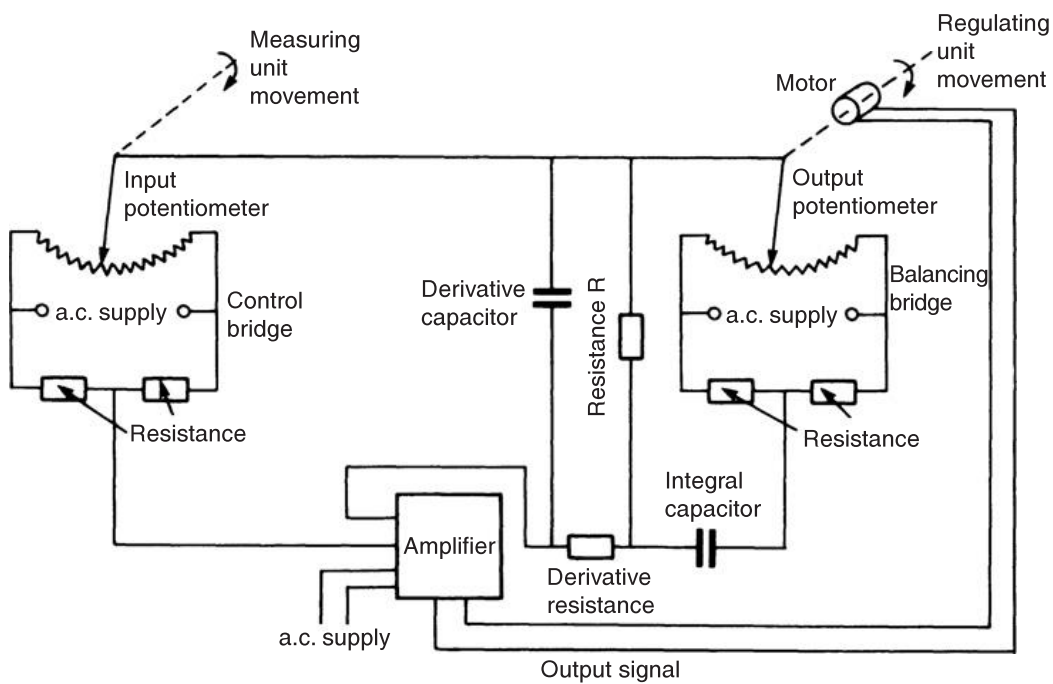 Measuring
unit
movement
Regulating
unit
movement
Motor
Input
potentiometer
Output
potentiometer
a.c. supply
Control
bridge
Derivative
capacitor
Resistance R
a.c. supply
Balancing
bridge
Resistance
Resistance
Integral
capacitor
Amplifier
Derivative
resistance
a.c. supply
Output signal